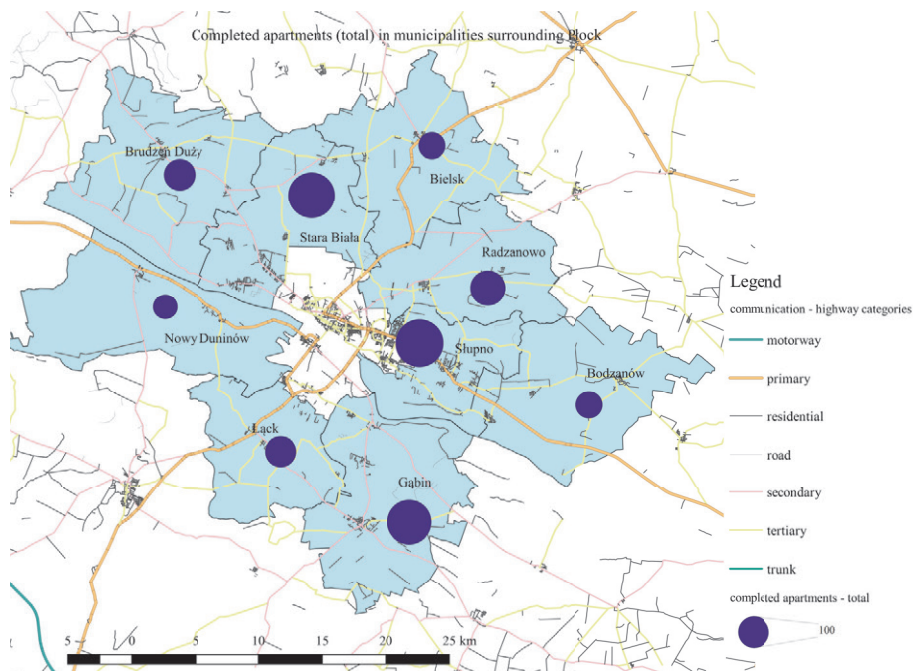 Completed apartments (total) in municipalities surrounding Płock
Brudzeń Duży
Bielsk
Stara Biała
Radzanowo
Nowy Duninów
Słupno
Bodzanów
Łąck
Gąbin
Legend
communication - highway categories
motorway
primary
residential
road
secondary
tertiary
trunk
completed apartments - total
100
5 0 5 10 15 20 25 km